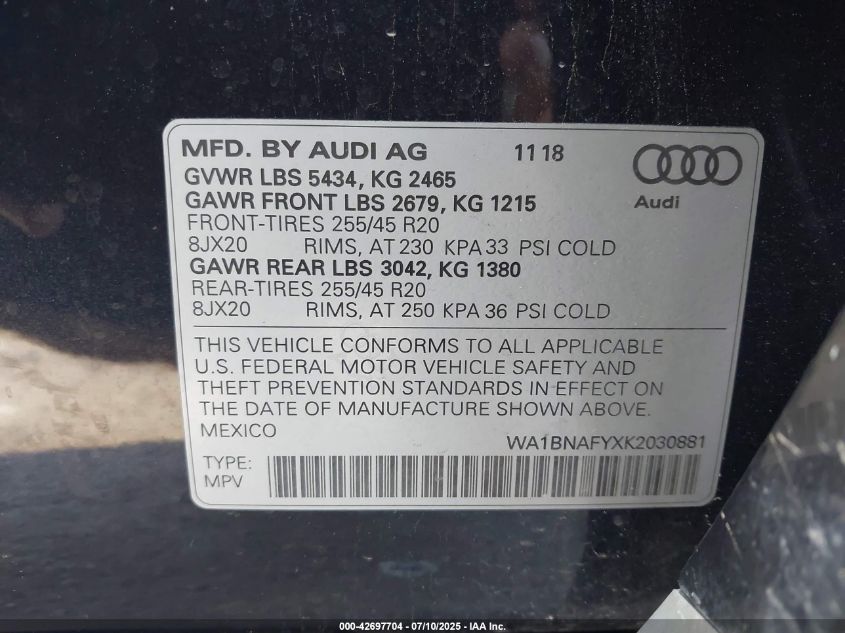 MFD. BY AUDI AG 11 18
GVWR LBS 5434, KG 2465
GAWR FRONT LBS 2679, KG 1215
Audi
FRONT-TIRES 255/45 R20
8JX20 RIMS, AT 230 KPA 33 PSI COLD
GAWR REAR LBS 3042, KG 1380
REAR-TIRES 255/45 R20
8JX20 RIMS, AT 250 KPA 36 PSI COLD
THIS VEHICLE CONFORMS TO ALL APPLICABLE
U.S. FEDERAL MOTOR VEHICLE SAFETY AND
THEFT PREVENTION STANDARDS IN EFFECT ON
THE DATE OF MANUFACTURE SHOWN ABOVE.
MEXICO WA1BNAFYXK2030881
TYPE:
MPV
000-42697704 - 07/10/2025 - IAA Inc.